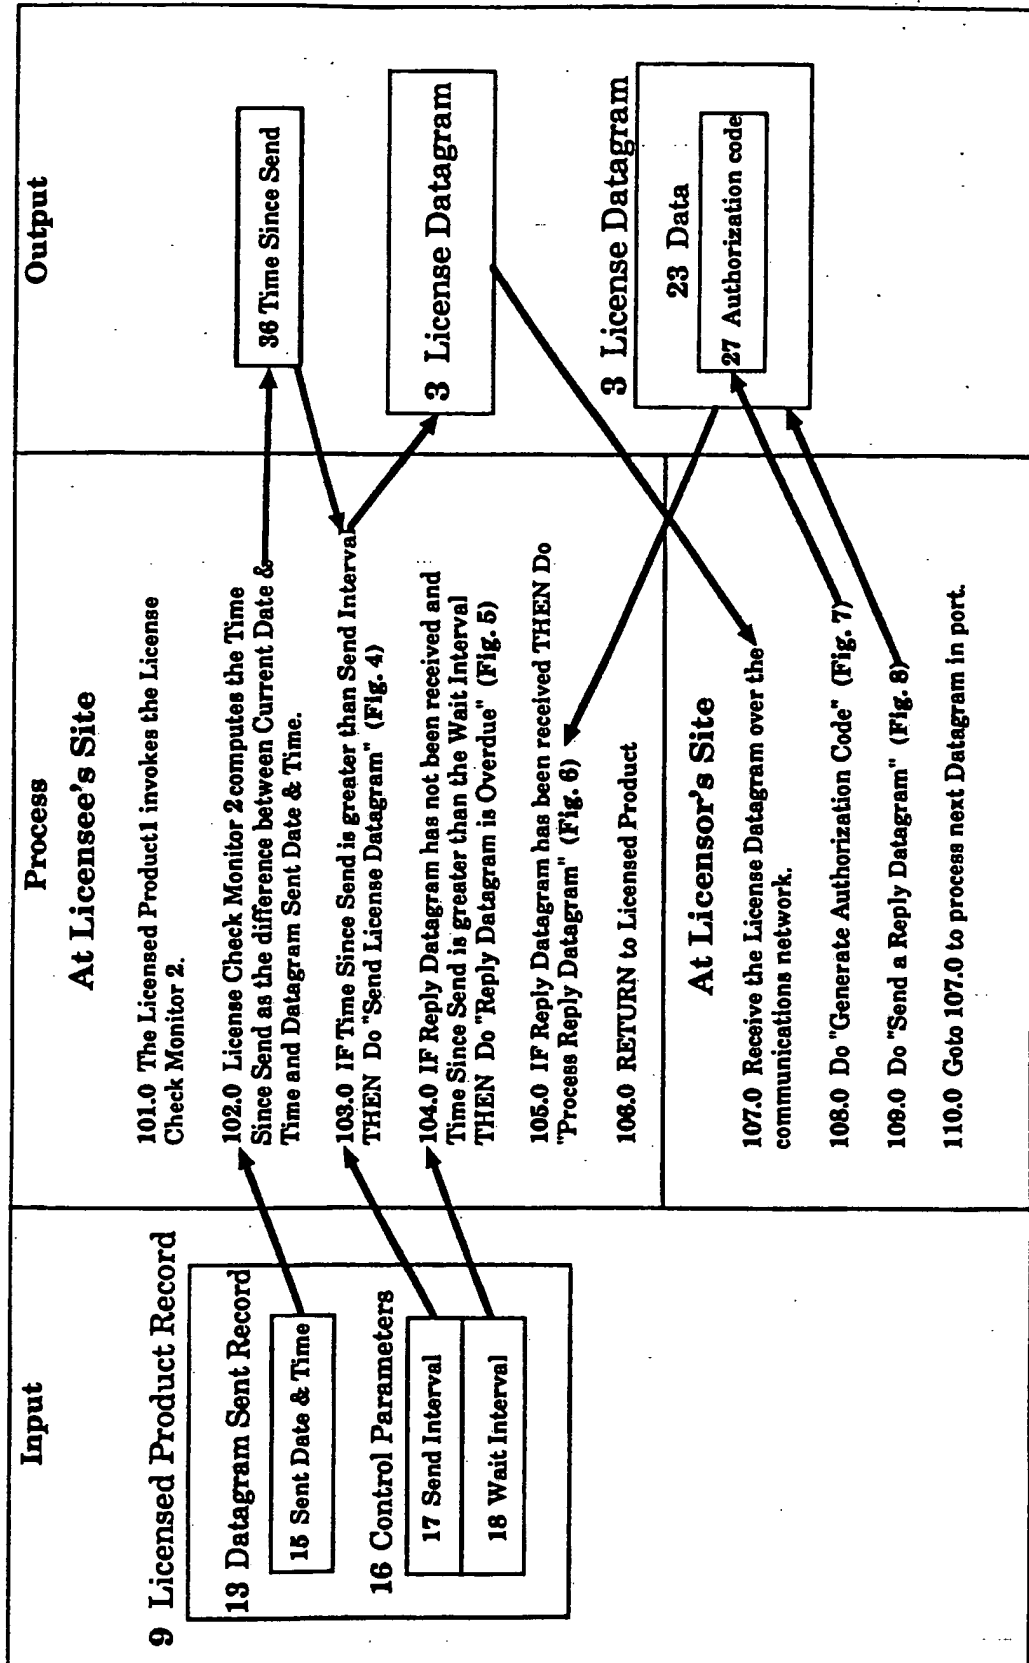 Input
9 Licensed Product Record
13 Datagram Sent Record
15 Sent Date & Time
16 Control Parameters
17 Send Interval
18 Wait Interval
Process
At Licensee's Site
101.0 The Licensed Product1 invokes the License
Check Monitor 2.
102.0 License Check Monitor 2 computes the Time
Since Send as the difference between Current Date &
Time and Datagram Sent Date & Time.
103.0 IF Time Since Send is greater than Send Interval
THEN Do "Send License Datagram" (Fig. 4)
104.0 IF Reply Datagram has not been received and
Time Since Send is greater than the Wait Interval
THEN Do "Reply Datagram is Overdue" (Fig. 5)
105.0 IF Reply Datagram has been received THEN Do
"Process Reply Datagram" (Fig. 6)
106.0 RETURN to Licensed Product
At Licensor's Site
107.0 Receive the License Datagram over the
communications network.
108.0 Do "Generate Authorization Code" (Fig. 7)
109.0 Do "Send a Reply Datagram" (Fig. 8)
110.0 Goto 107.0 to process next Datagram in port.
Output
36 Time Since Send
3 License Datagram
3 License Datagram
23 Data
27 Authorization code